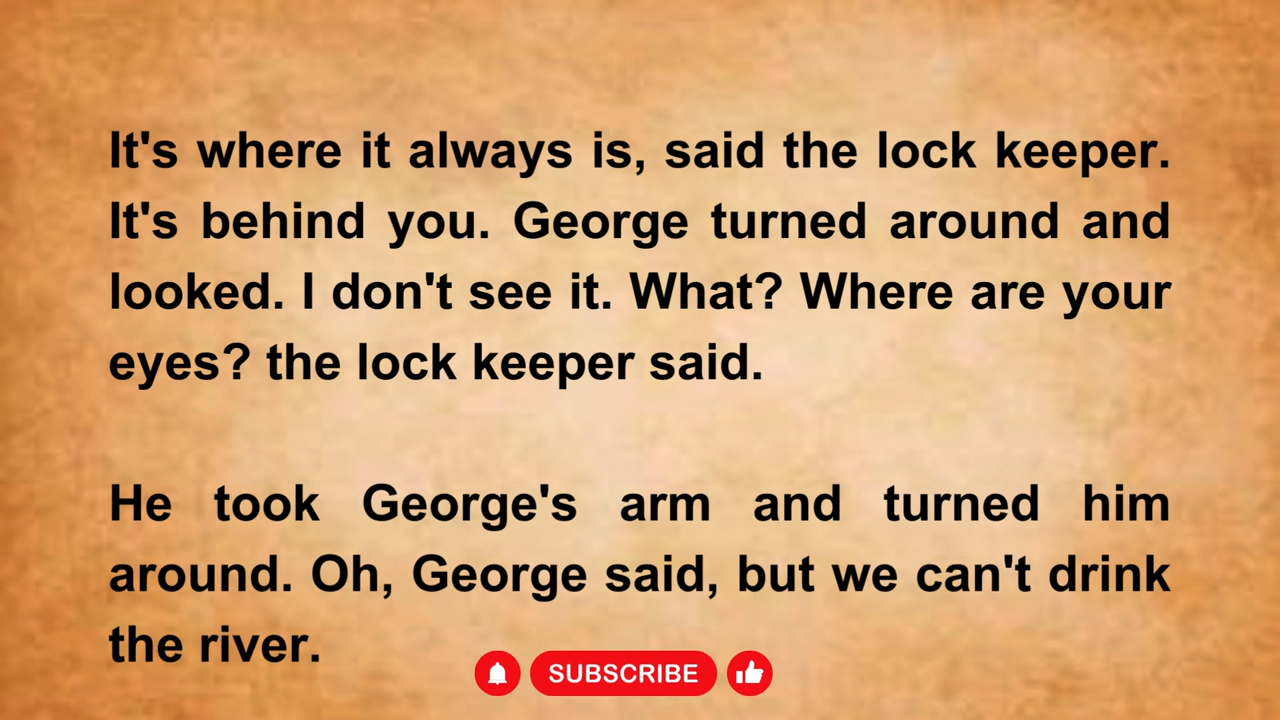 It's where it always is, said the lock keeper.
It's behind you. George turned around and
looked. I don't see it. What? Where are your
eyes? the lock keeper said.
He took George's arm and turned him
around. Oh, George said, but we can't drink
the river.
SUBSCRIBE